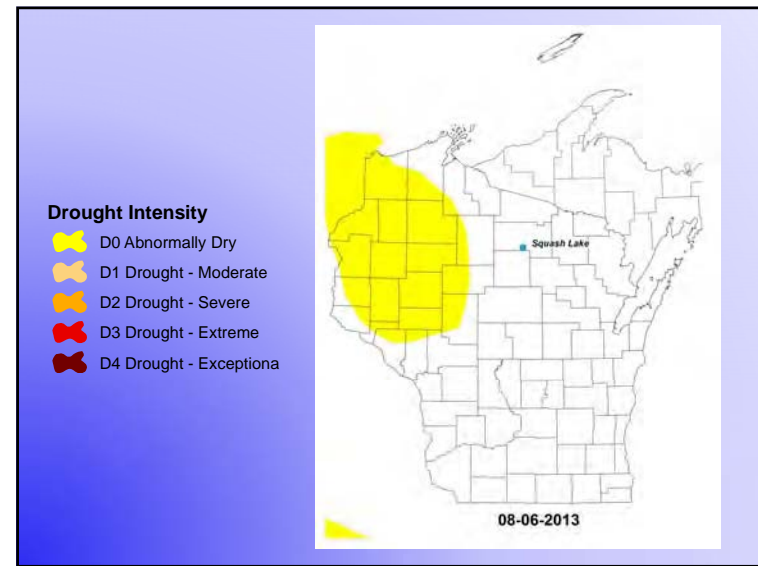 Drought Intensity
D0 Abnormally Dry
D1 Drought - Moderate
D2 Drought - Severe
D3 Drought - Extreme
D4 Drought - Exceptiona
Squash Lake
08-06-2013